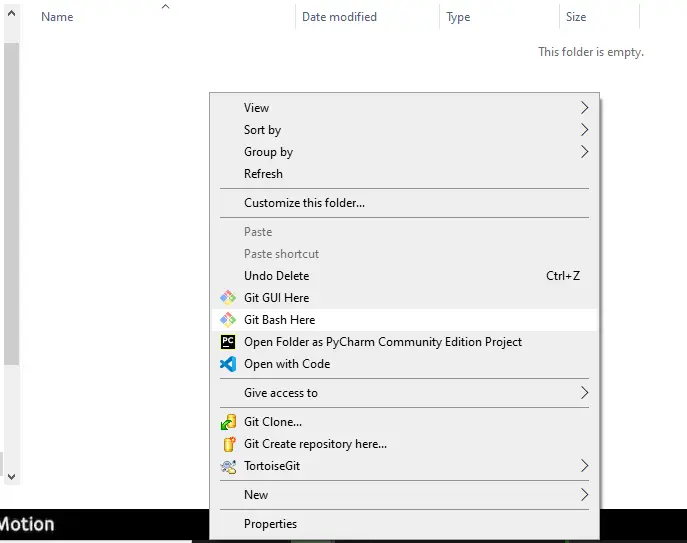 Name Date modified Type Size
This folder is empty.
View
Sort by
Group by
Refresh
Customize this folder...
Paste
Paste shortcut
Undo Delete Ctrl+Z
Git GUI Here
Git Bash Here
PC Open Folder as PyCharm Community Edition Project
Open with Code
Give access to
Git Clone...
Git Create repository here...
TortoiseGit
New
Motion
Properties